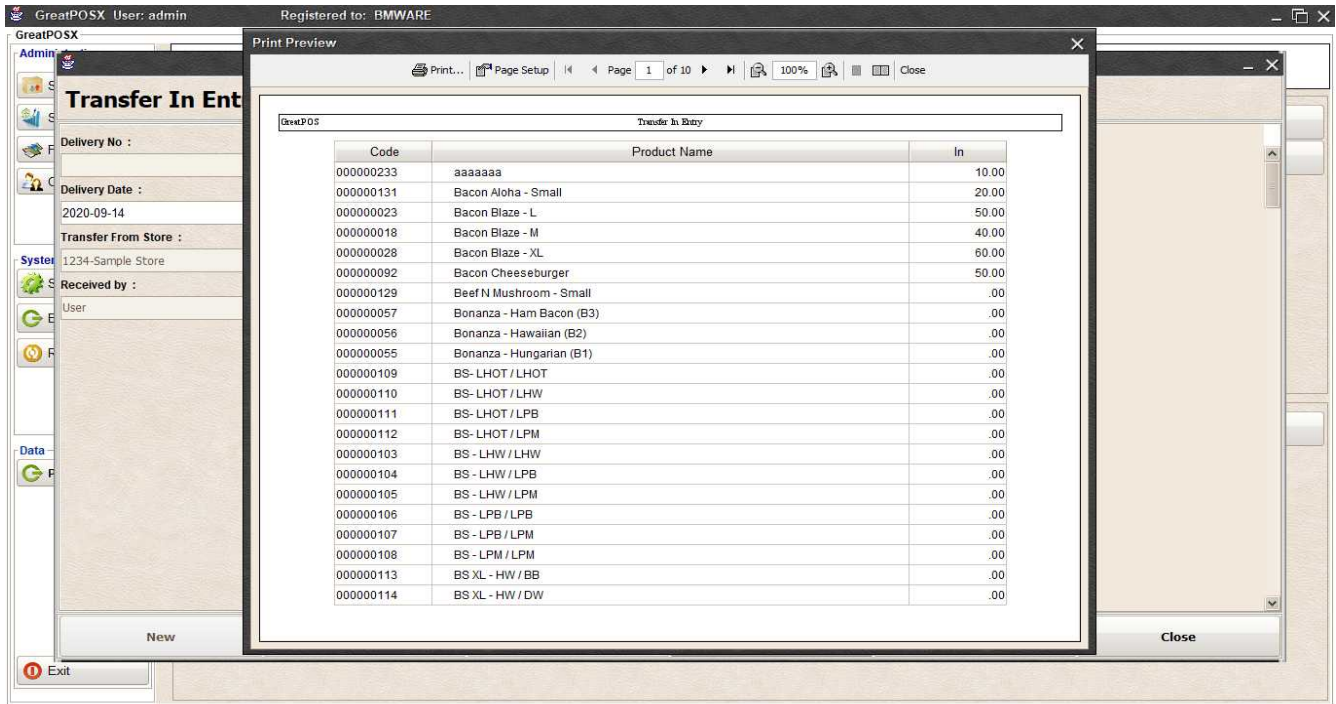 GreatPOSX User: admin Registered to: BMWARE
GreatPOSX
Admin
Print Preview
Print... Page Setup Page 1 of 10 100% Close
Transfer In Ent
GreatPOS Transfer In Entry
Delivery No :
Delivery Date :
2020-09-14
Transfer From Store :
1234-Sample Store
Received by :
User
System
Data
Exit
Code Product Name In
000000233 aaaaaaa 10.00
000000131 Bacon Aloha - Small 20.00
000000023 Bacon Blaze - L 50.00
000000018 Bacon Blaze - M 40.00
000000028 Bacon Blaze - XL 60.00
000000092 Bacon Cheeseburger 50.00
000000129 Beef N Mushroom - Small .00
000000057 Bonanza - Ham Bacon (B3) .00
000000056 Bonanza - Hawaiian (B2) .00
000000055 Bonanza - Hungarian (B1) .00
000000109 BS- LHOT / LHOT .00
000000110 BS- LHOT / LHW .00
000000111 BS- LHOT / LPB .00
000000112 BS- LHOT / LPM .00
000000103 BS - LHW / LHW .00
000000104 BS - LHW / LPB .00
000000105 BS - LHW / LPM .00
000000106 BS - LPB / LPB .00
000000107 BS - LPB / LPM .00
000000108 BS - LPM / LPM .00
000000113 BS XL - HW / BB .00
000000114 BS XL - HW / DW .00
New Close